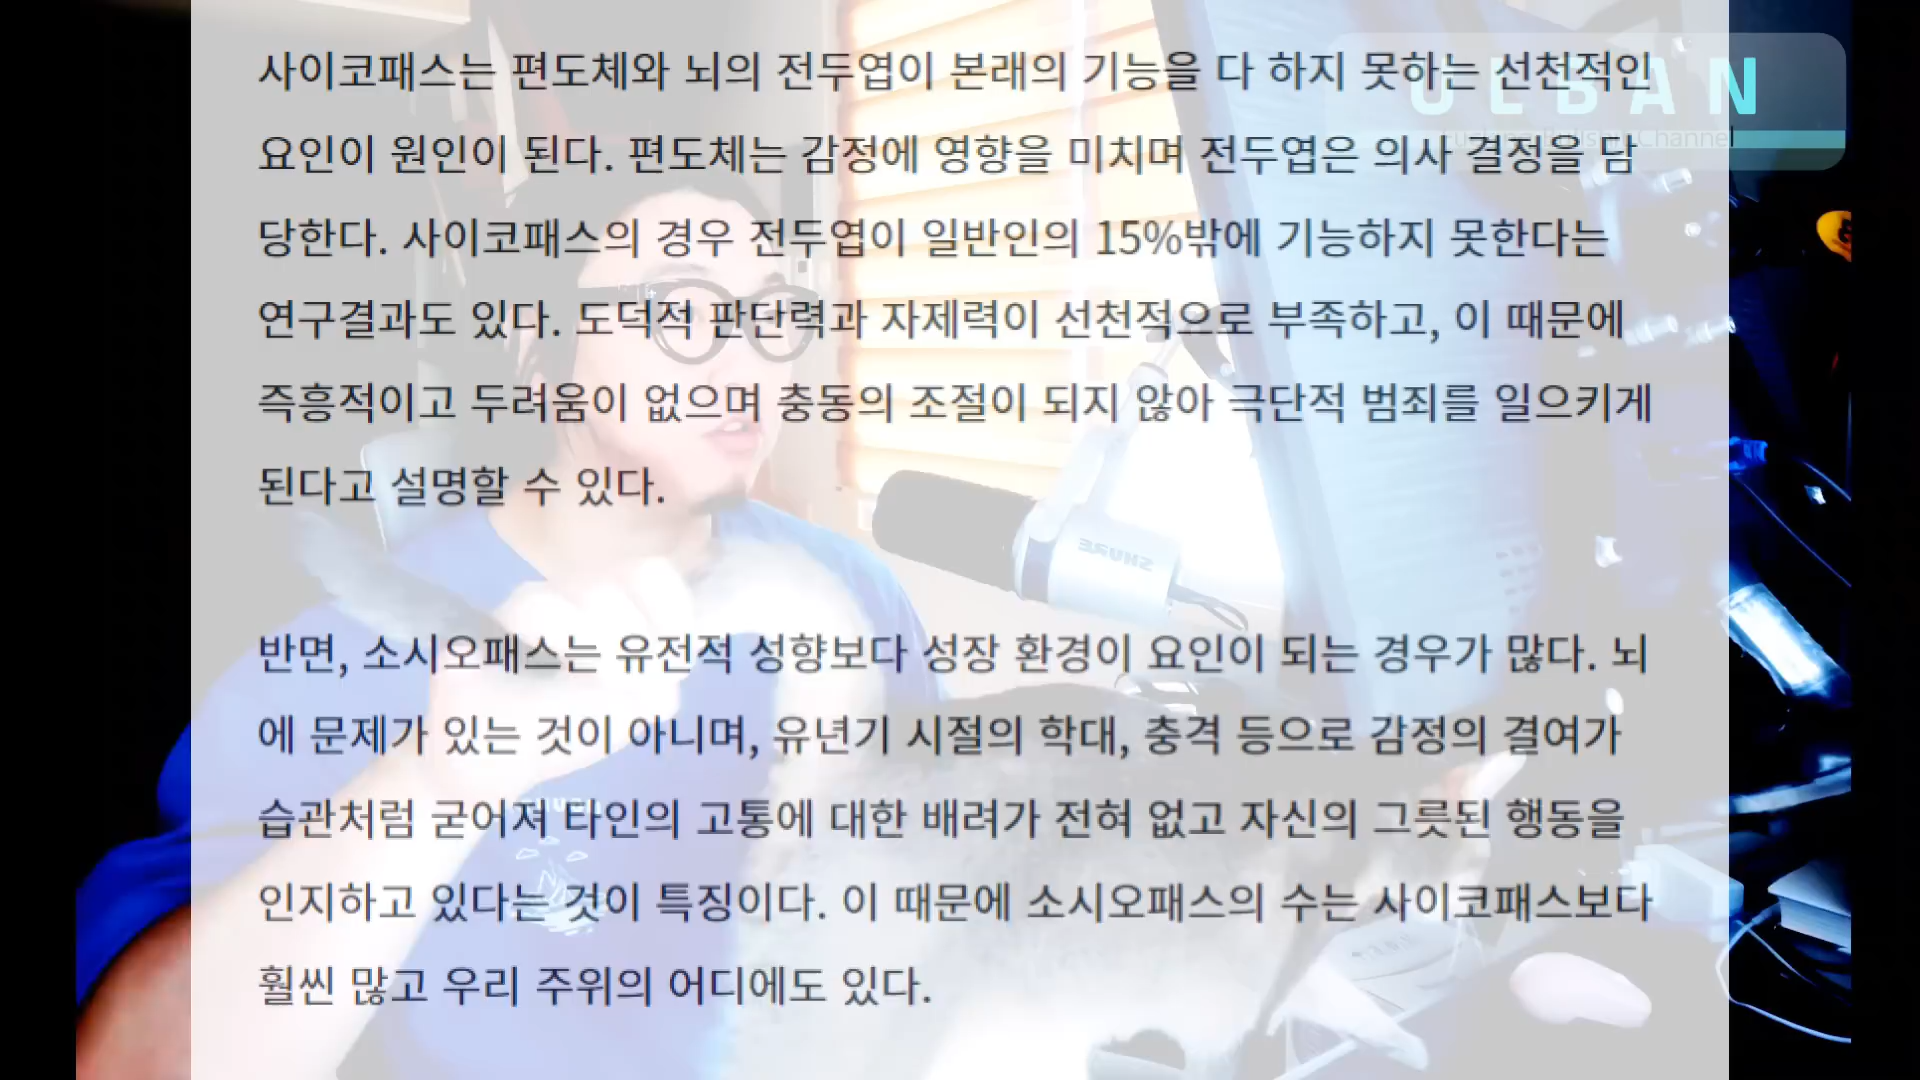 사이코패스는 편도체와 뇌의 전두엽이 본래의 기능을 다 하지 못하는 선천적인
ULBAN
요인이 원인이 된다. 편도체는 감정에 영향을 미치며 전두엽은 의사 결정을 담
Channel
당한다. 사이코패스의 경우 전두엽이 일반인의 15%밖에 기능하지 못한다는
연구결과도 있다. 도덕적 판단력과 자제력이 선천적으로 부족하고, 이 때문에
즉흥적이고 두려움이 없으며 충동의 조절이 되지 않아 극단적 범죄를 일으키게
된다고 설명할 수 있다.
SHURE
반면, 소시오패스는 유전적 성향보다 성장 환경이 요인이 되는 경우가 많다. 뇌
에 문제가 있는 것이 아니며, 유년기 시절의 학대, 충격 등으로 감정의 결여가
습관처럼 굳어져 타인의 고통에 대한 배려가 전혀 없고 자신의 그릇된 행동을
인지하고 있다는 것이 특징이다. 이 때문에 소시오패스의 수는 사이코패스보다
훨씬 많고 우리 주위의 어디에도 있다.